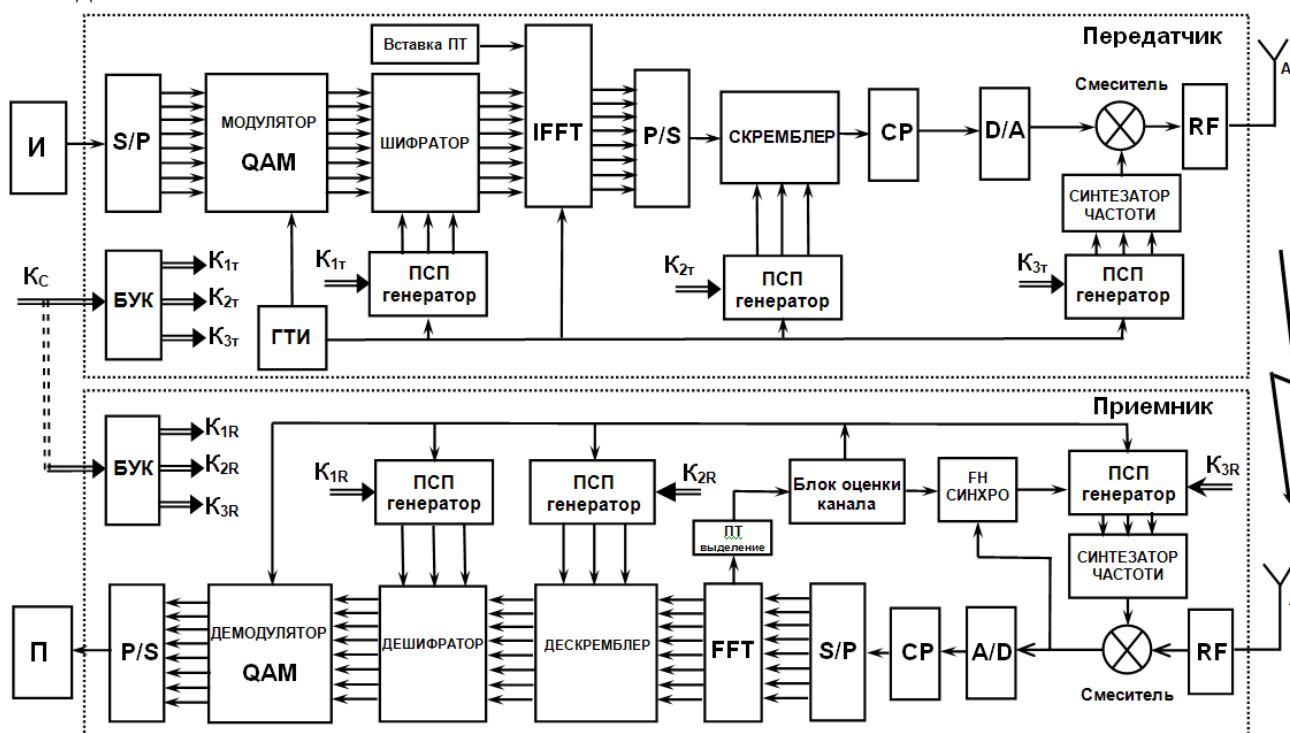 Передатчик
Вставка ПТ
И
S/P
МОДУЛЯТОР
QAM
ШИФРАТОР
IFFT
P/S
СКРЕМБЛЕР
CP
D/A
Смеситель
RF
СИНТЕЗАТОР
ЧАСТОТИ
Kс
БУК
K1т
K2т
K3т
ГТИ
K1т
ПСП
генератор
K2т
ПСП
генератор
K3т
ПСП
генератор
Приемник
БУК
K1R
K2R
K3R
K1R
ПСП
генератор
ПСП
генератор
K2R
Блок оценки
канала
FH
СИНХРО
ПСП
генератор
K3R
ПТ
выделение
СИНТЕЗАТОР
ЧАСТОТИ
П
P/S
ДЕМОДУЛЯТОР
QAM
ДЕШИФРАТОР
ДЕСКРЕМБЛЕР
FFT
S/P
CP
A/D
Смеситель
RF